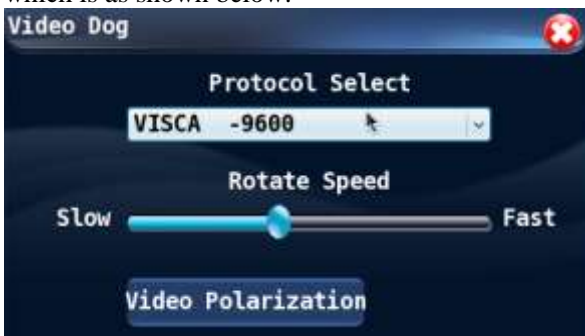 which is as shown below.
Video Dog
Protocol Select
VISCA -9600
Rotate Speed
Slow Fast
Video Polarization